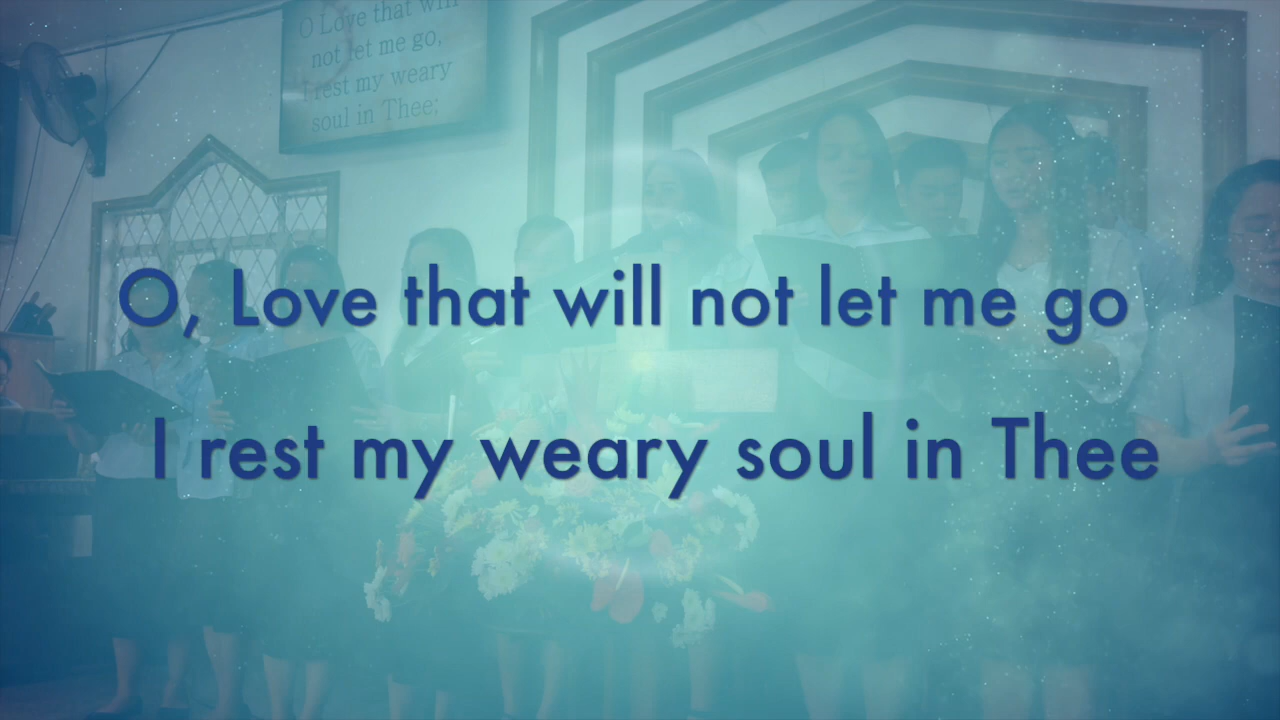 O Love that will
not let me go,
I rest my weary
soul in Thee;
O, Love that will not let me go
I rest my weary soul in Thee